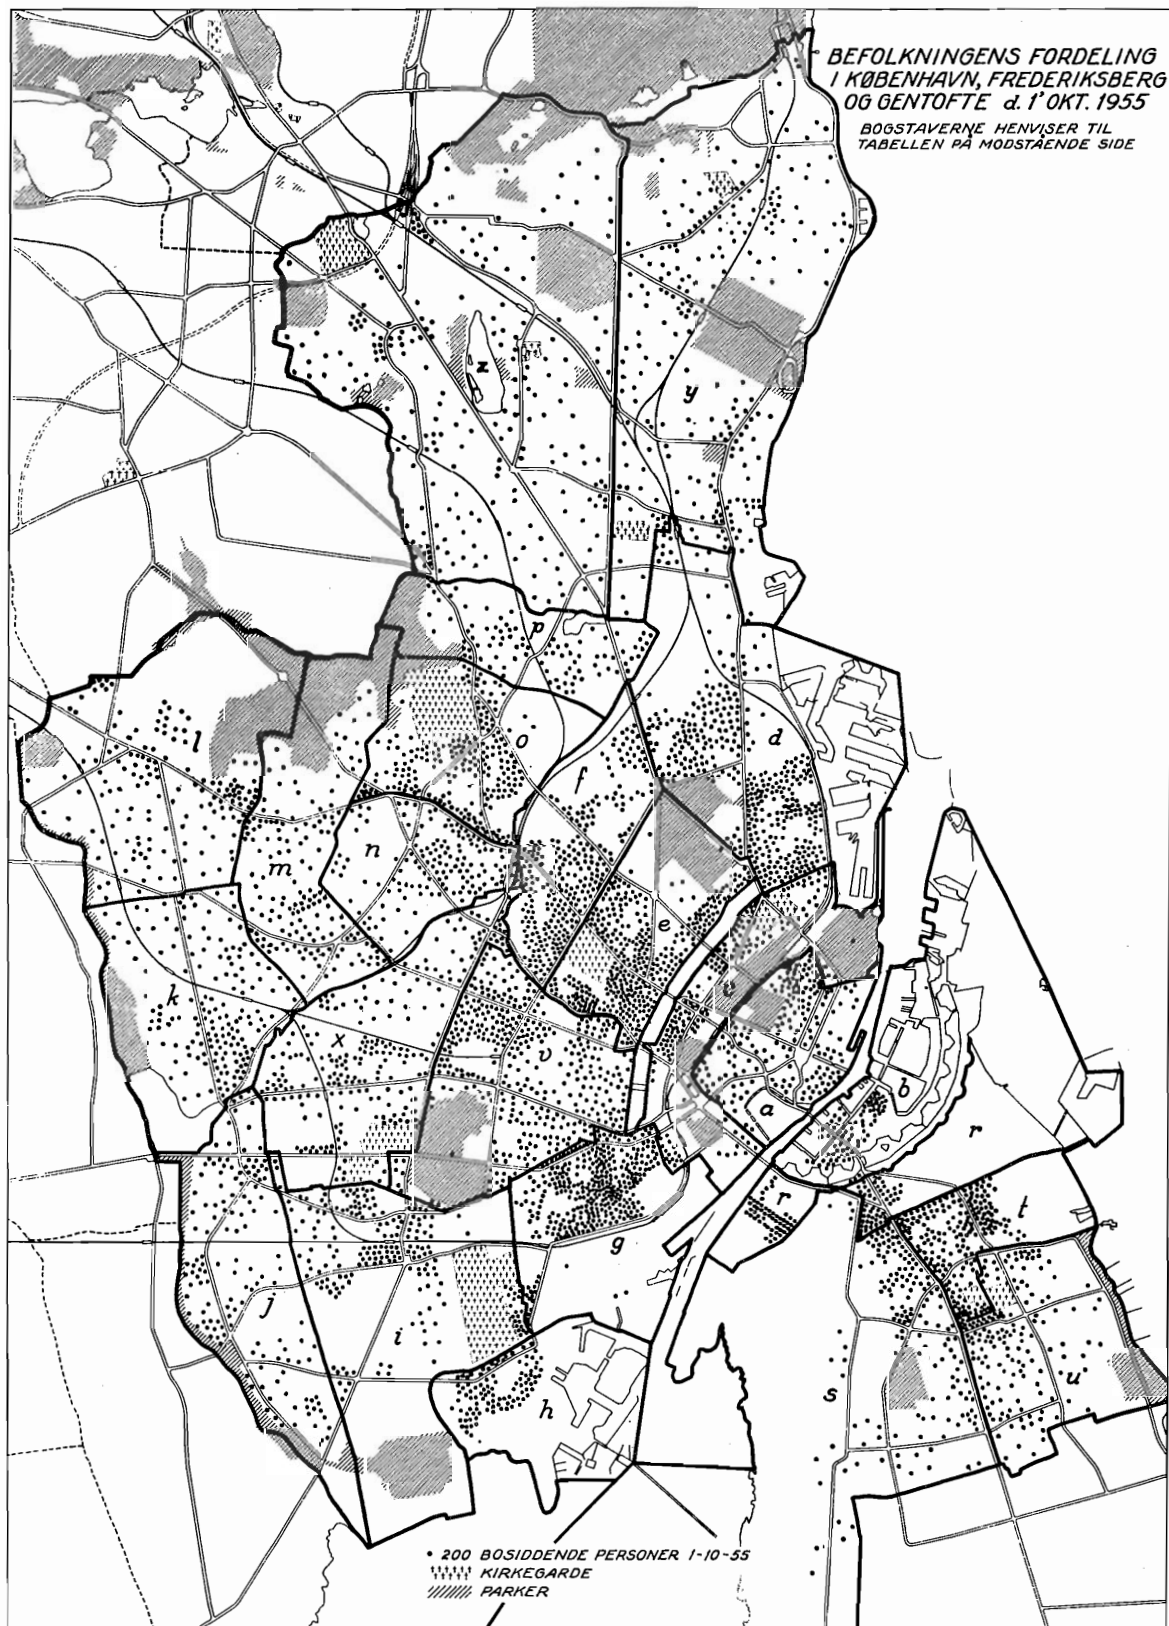 BEFOLKNINGENS FORDELING
I KØBENHAVN, FREDERIKSBERG
OG GENTOFTE d. 1' OKT. 1955
BOGSTAVERNE HENVISER TIL
TABELLEN PÅ MODSTÅENDE SIDE
z
y
p
l
o
f
d
m
n
e
k
x
v
c
a
b
r
r
t
g
j
i
s
u
h
• 200 BOSIDDENDE PERSONER 1-10-55
KIRKEGARDE
PARKER